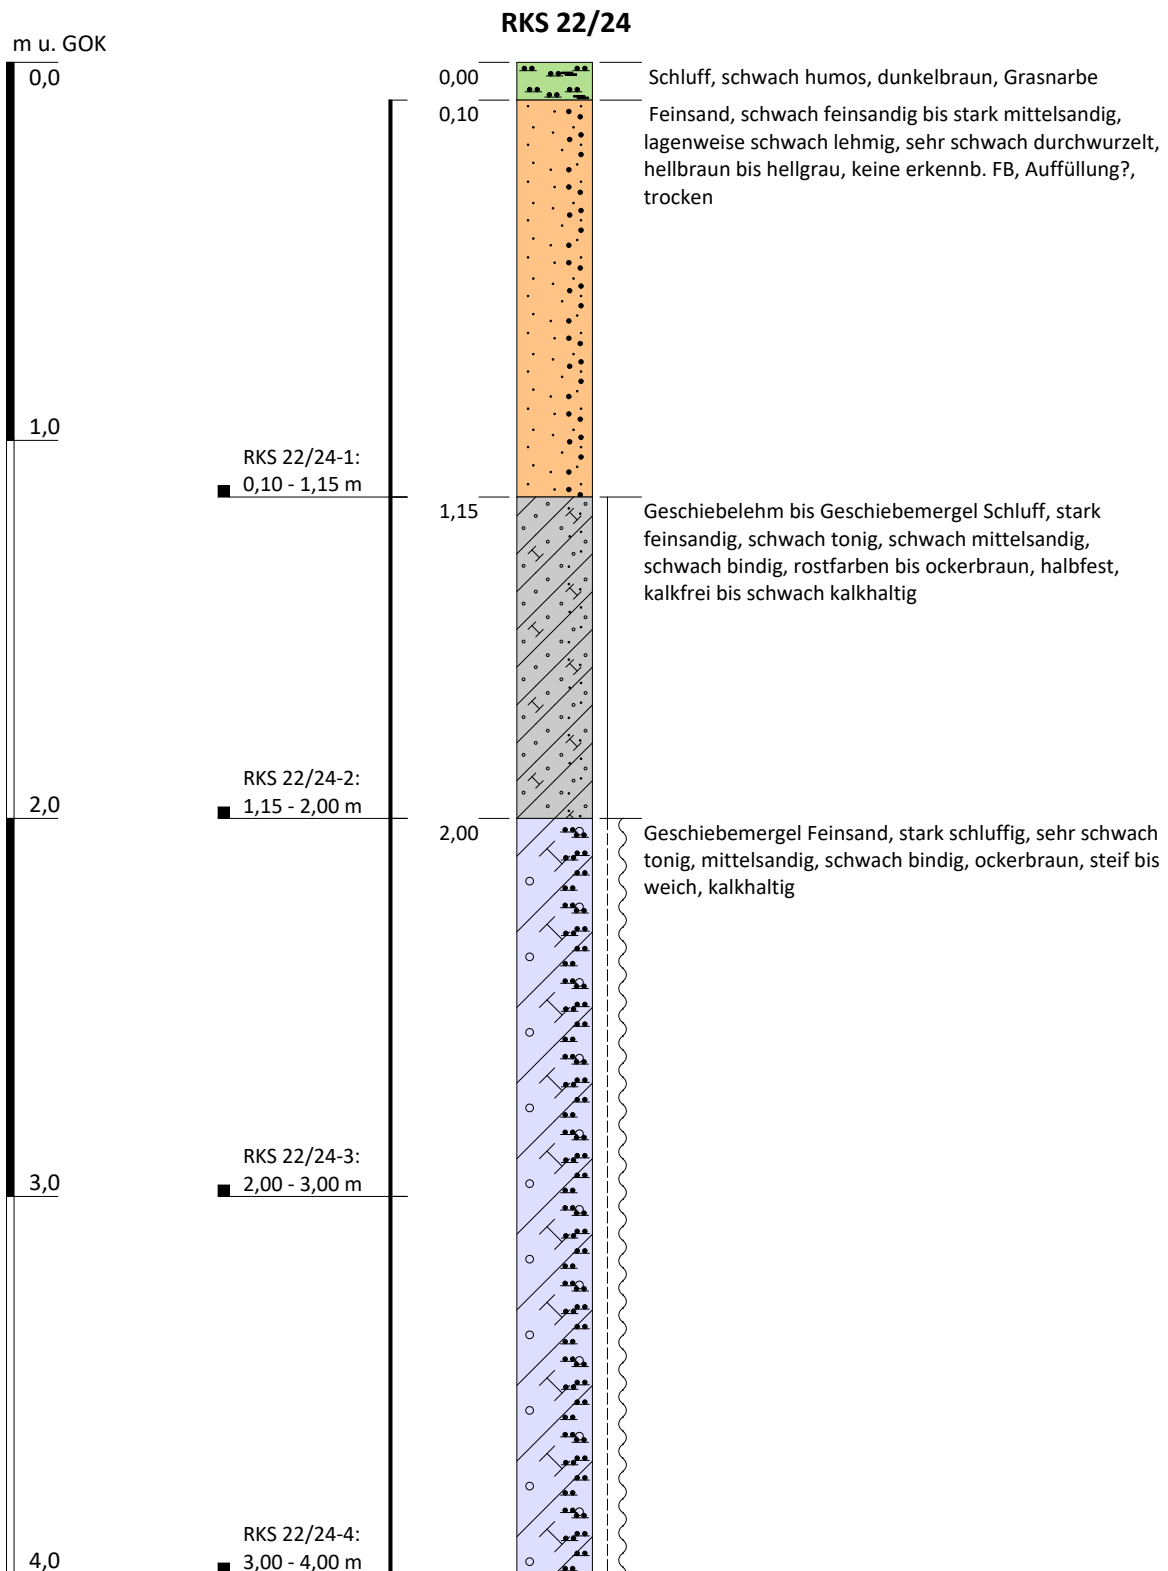 RKS 22/24
m u. GOK
0,0
0,00
Schluff, schwach humos, dunkelbraun, Grasnarbe
0,10
Feinsand, schwach feinsandig bis stark mittelsandig,
lagenweise schwach lehmig, sehr schwach durchwurzelt,
hellbraun bis hellgrau, keine erkennb. FB, Auffüllung?,
trocken
1,0
RKS 22/24-1:
0,10 - 1,15 m
1,15
Geschiebelehm bis Geschiebemergel Schluff, stark
feinsandig, schwach tonig, schwach mittelsandig,
schwach bindig, rostfarben bis ockerbraun, halbfest,
kalkfrei bis schwach kalkhaltig
RKS 22/24-2:
1,15 - 2,00 m
2,0
2,00
Geschiebemergel Feinsand, stark schluffig, sehr schwach
tonig, mittelsandig, schwach bindig, ockerbraun, steif bis
weich, kalkhaltig
RKS 22/24-3:
2,00 - 3,00 m
3,0
RKS 22/24-4:
3,00 - 4,00 m
4,0